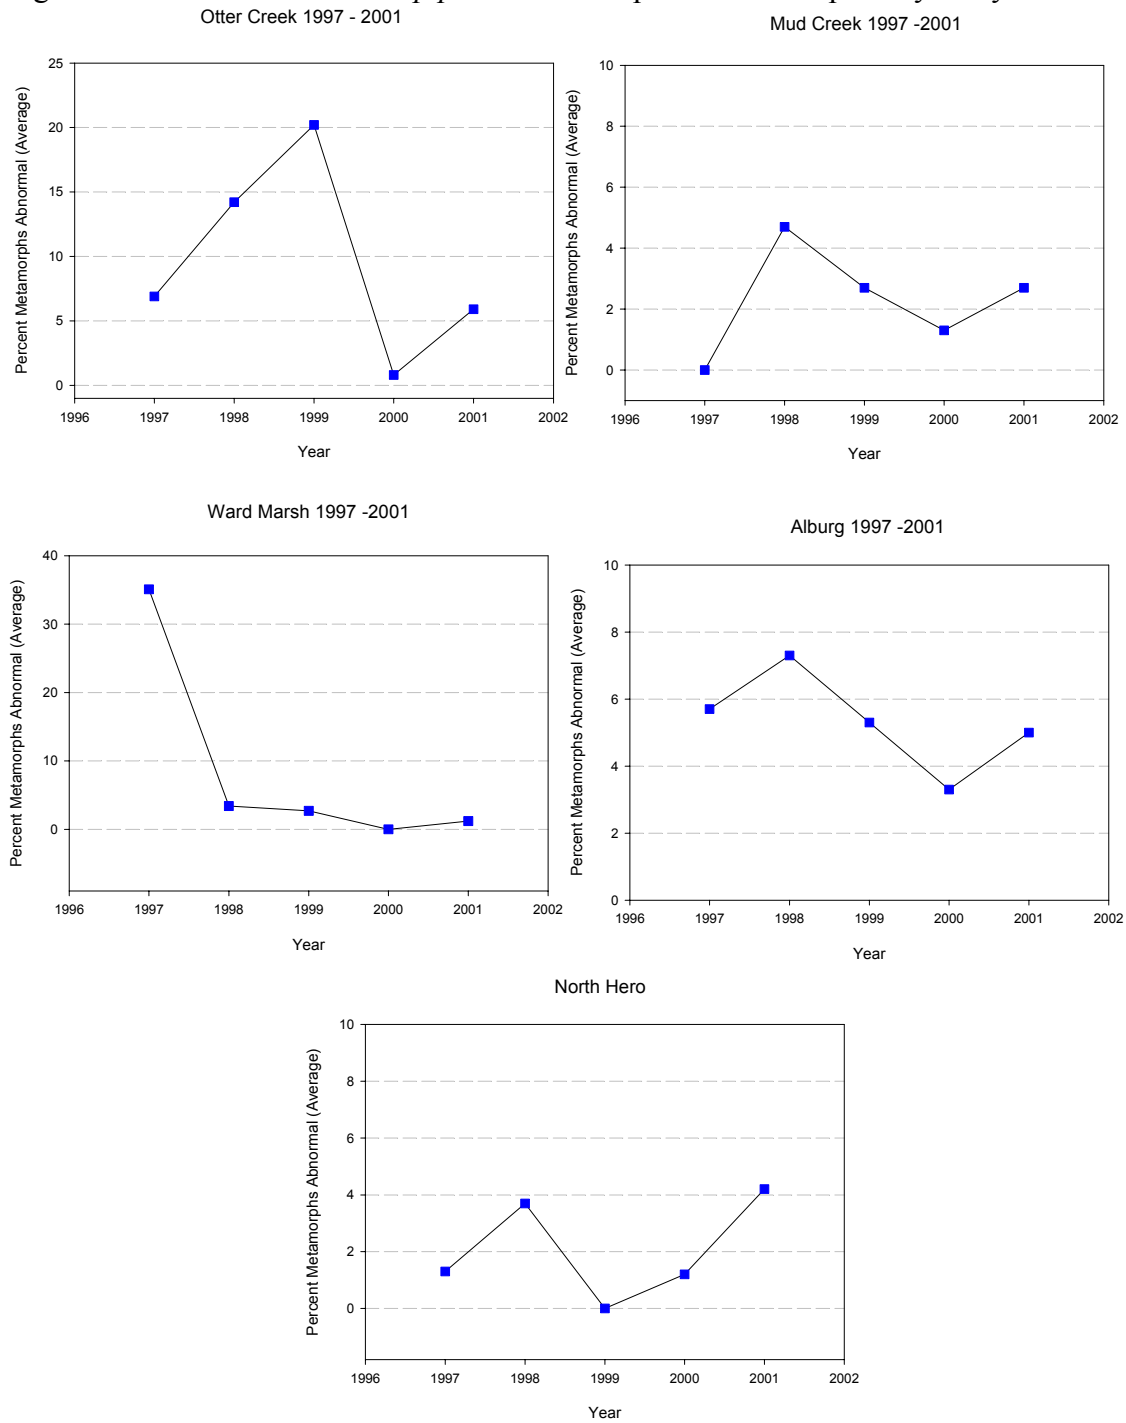 Otter Creek 1997 - 2001
Percent Metamorphs Abnormal (Average)
25
20
15
10
5
0
1996 1997 1998 1999 2000 2001 2002
Year
Mud Creek 1997 -2001
Percent Metamorphs Abnormal (Average)
10
8
6
4
2
0
1996 1997 1998 1999 2000 2001 2002
Year
Ward Marsh 1997 -2001
Percent Metamorphs Abnormal (Average)
40
30
20
10
0
1996 1997 1998 1999 2000 2001 2002
Year
Alburg 1997 -2001
Percent Metamorphs Abnormal (Average)
10
8
6
4
2
0
1996 1997 1998 1999 2000 2001 2002
Year
North Hero
Percent Metamorphs Abnormal (Average)
10
8
6
4
2
0
1996 1997 1998 1999 2000 2001 2002
Year